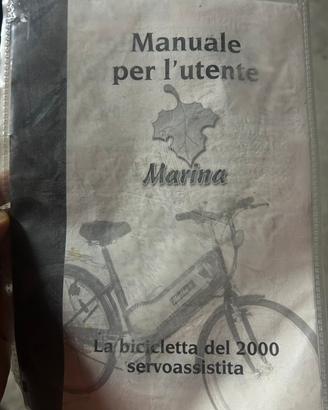 Manuale
per l'utente
Marina
La bicicletta del 2000
servoassistita